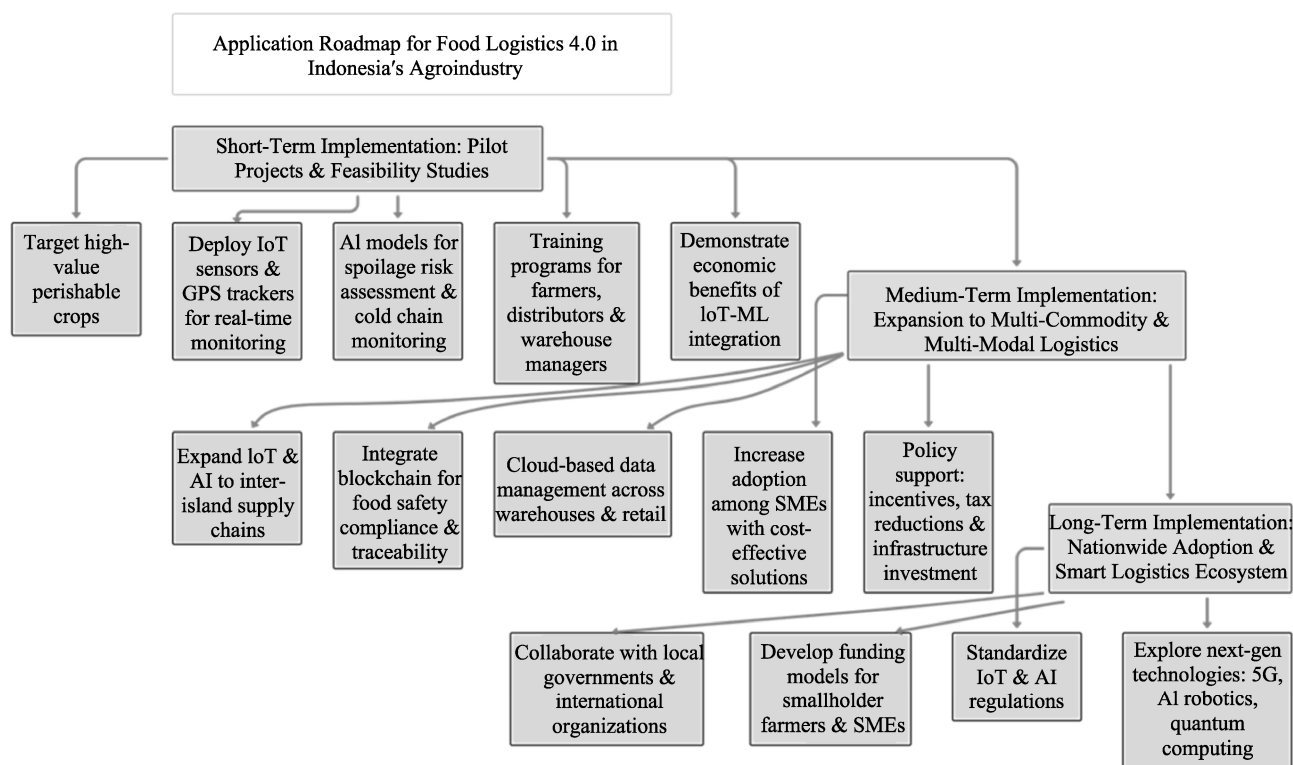 Application Roadmap for Food Logistics 4.0 in
Indonesia's Agroindustry
Short-Term Implementation: Pilot
Projects & Feasibility Studies
Target high-
value
perishable
crops
Deploy IoT
sensors &
GPS trackers
for real-time
monitoring
Al models for
spoilage risk
assessment &
cold chain
monitoring
Training
programs for
farmers,
distributors &
warehouse
managers
Demonstrate
economic
benefits of
loT-ML
integration
Medium-Term Implementation:
Expansion to Multi-Commodity &
Multi-Modal Logistics
Expand loT &
AI to inter-
island supply
chains
Integrate
blockchain for
food safety
compliance &
traceability
Cloud-based data
management across
warehouses & retail
Increase
adoption
among SMEs
with cost-
effective
solutions
Policy
support:
incentives, tax
reductions &
infrastructure
investment
Long-Term Implementation:
Nationwide Adoption &
Smart Logistics Ecosystem
Collaborate with local
governments &
international
organizations
Develop funding
models for
smallholder
farmers & SMEs
Standardize
IoT & AI
regulations
Explore next-gen
technologies: 5G,
Al robotics,
quantum
computing